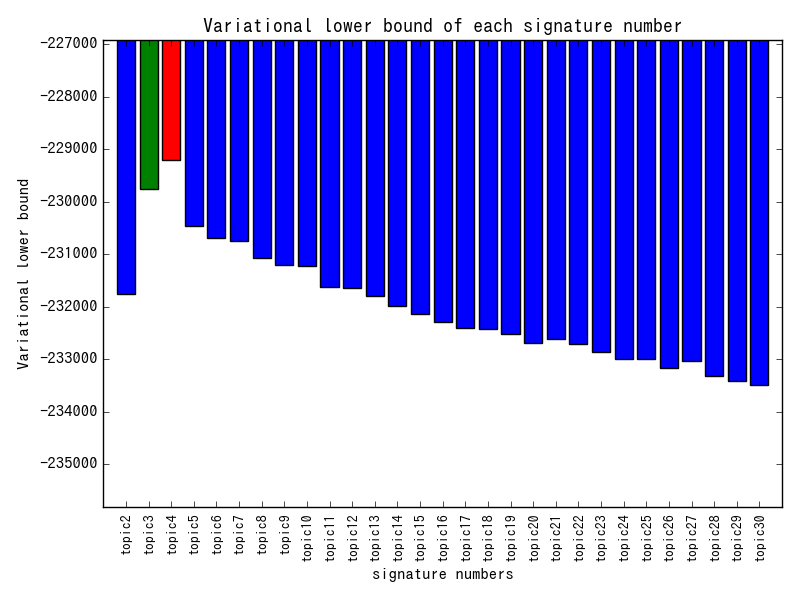 Variational lower bound of each signature number
-227000
-228000
-229000
-230000
-231000
-232000
-233000
-234000
-235000
Variational lower bound
topic2
topic3
topic4
topic5
topic6
topic7
topic8
topic9
topic10
topic11
topic12
topic13
topic14
topic15
topic16
topic17
topic18
topic19
topic20
topic21
topic22
topic23
topic24
topic25
topic26
topic27
topic28
topic29
topic30
signature numbers